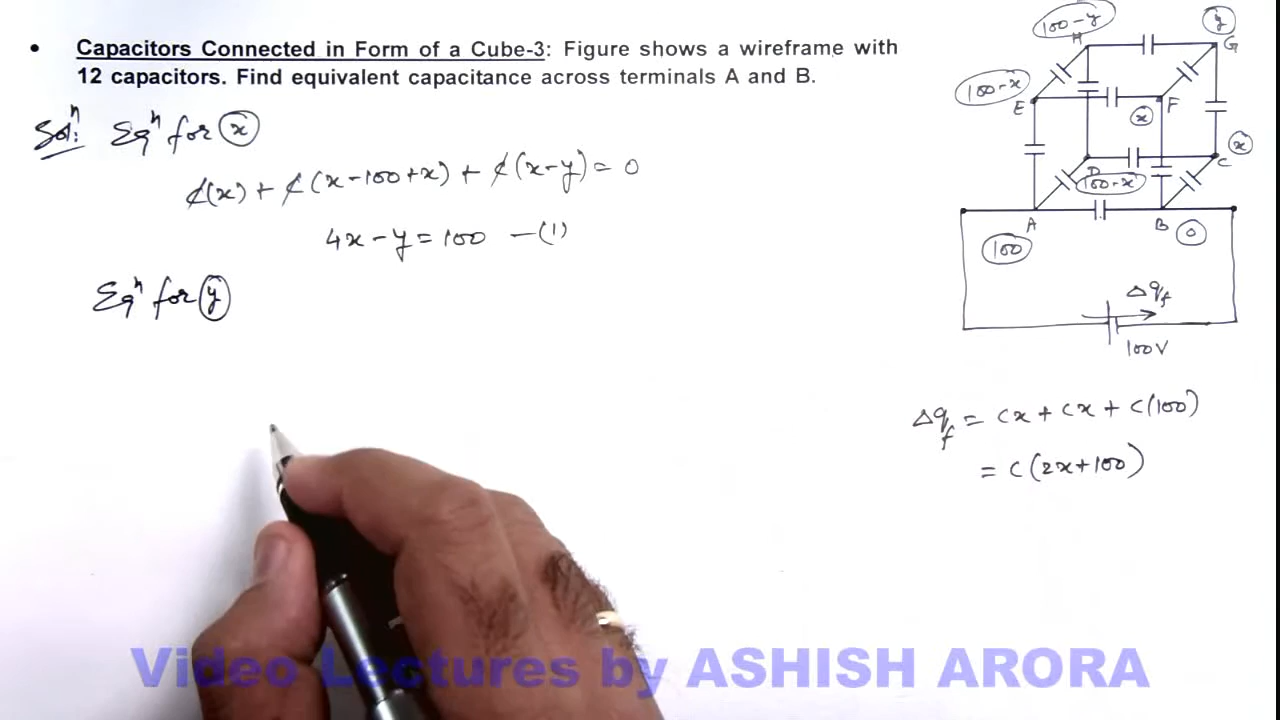 • Capacitors Connected in Form of a Cube-3: Figure shows a wireframe with
12 capacitors. Find equivalent capacitance across terminals A and B.
Solⁿ: Eqⁿ for x
¢(x) + ¢(x-100+x) + ¢(x-y) = 0
4x - y = 100 —(1)
Eqⁿ for y
100-y
H
y
G
100-x
E
F
x
x
C
D
100-x
A
B
0
100
Δq_f
100V
Δq_f = Cx + Cx + C(100)
= C(2x+100)
Video Lectures by ASHISH ARORA